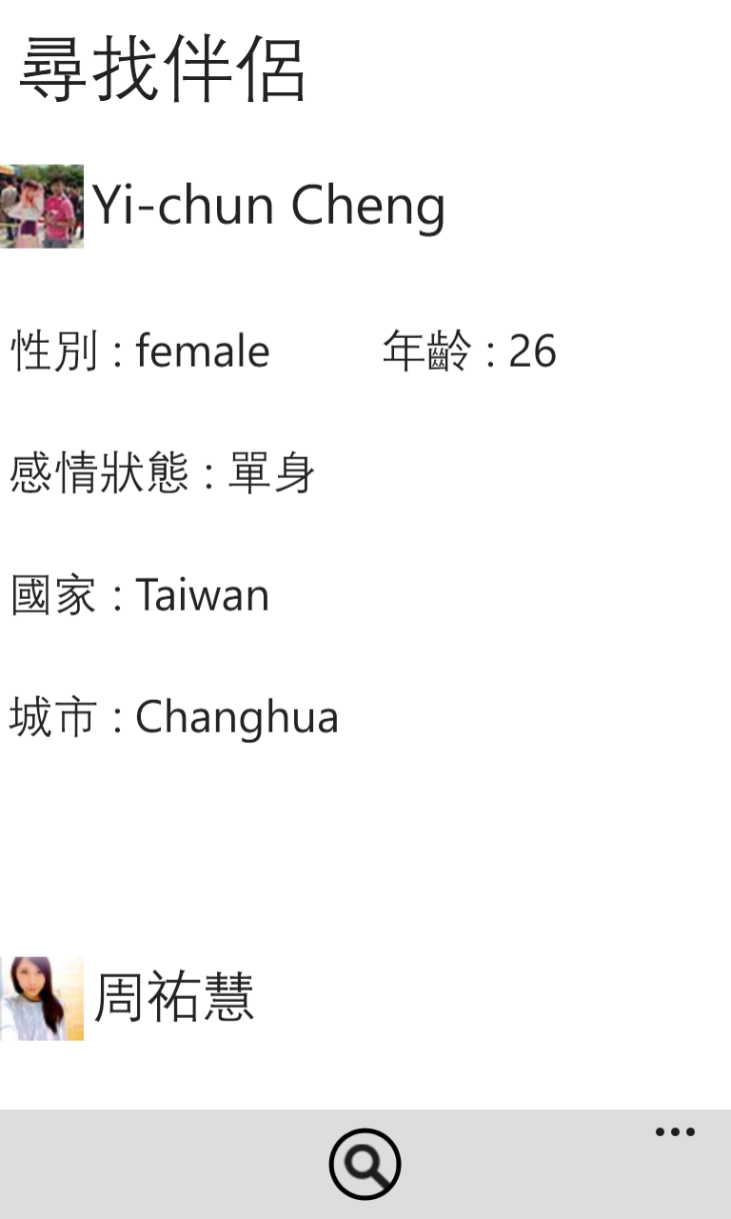 尋找伴侶
Yi-chun Cheng
性別 : female 年齡 : 26
感情狀態 : 單身
國家 : Taiwan
城市 : Changhua
周祐慧